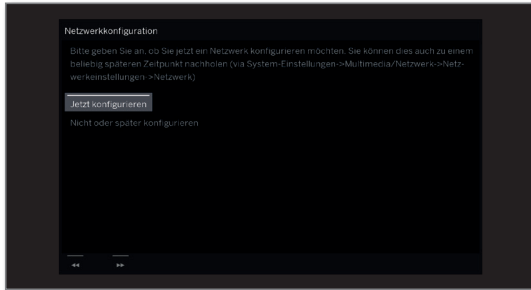 Netzwerkkonfiguration
Bitte geben Sie an, ob Sie jetzt ein Netzwerk konfigurieren möchten. Sie können dies auch zu einem
beliebig späteren Zeitpunkt nachholen (via System-Einstellungen->Multimedia/Netzwerk->Netz-
werkeinstellungen->Netzwerk)
Jetzt konfigurieren
Nicht oder später konfigurieren